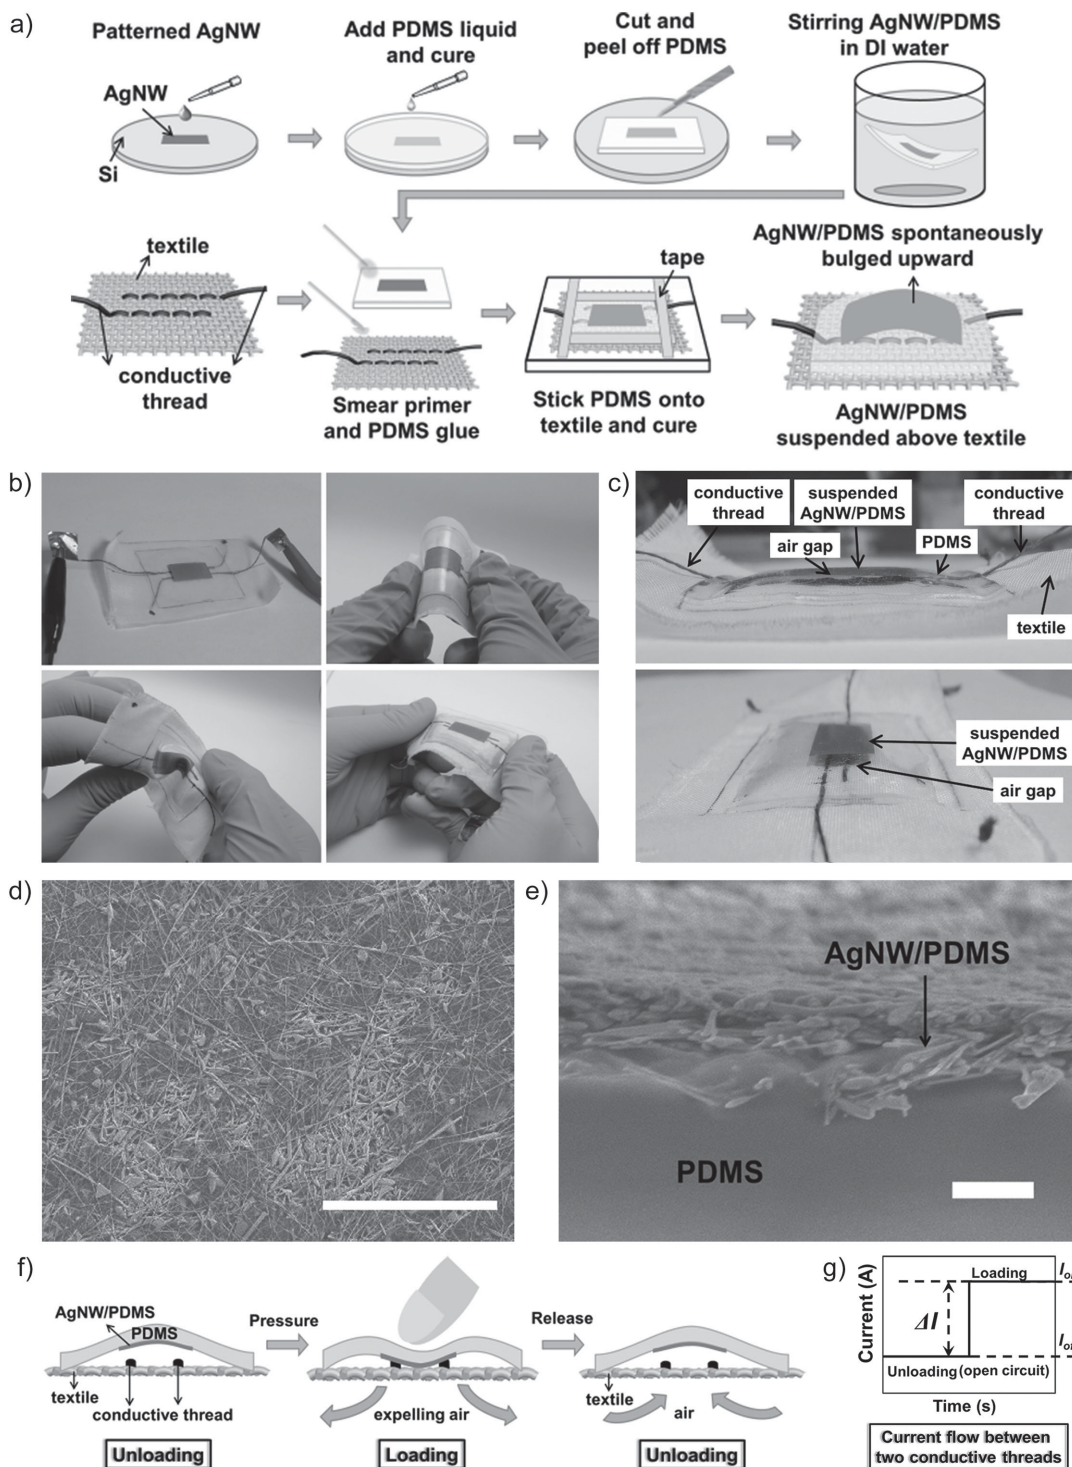 a)
Patterned AgNW
AgNW
Si
Add PDMS liquid
and cure
Cut and
peel off PDMS
Stirring AgNW/PDMS
in DI water
textile
conductive
thread
Smear primer
and PDMS glue
tape
Stick PDMS onto
textile and cure
AgNW/PDMS spontaneously
bulged upward
AgNW/PDMS
suspended above textile
b)
c)
conductive
thread
suspended
AgNW/PDMS
conductive
thread
air gap
PDMS
textile
suspended
AgNW/PDMS
air gap
d)
e)
AgNW/PDMS
PDMS
f)
AgNW/PDMS
PDMS
textile
conductive thread
Unloading
Pressure
expelling air
Loading
Release
textile
air
Unloading
g)
Current (A)
Loading
ΔI
Unloading (open circuit)
Time (s)
Current flow between
two conductive threads